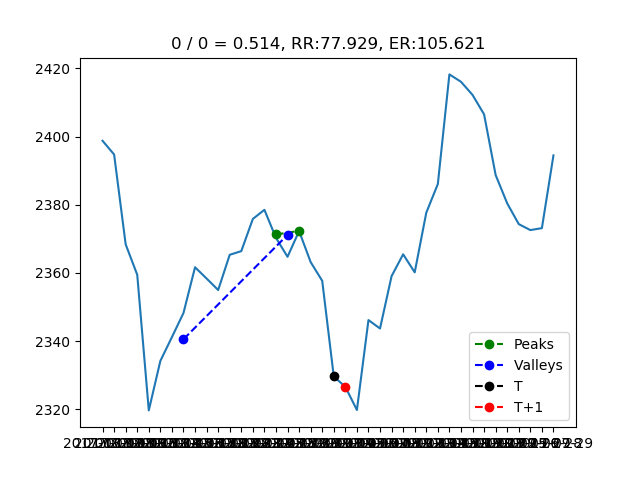 0 / 0 = 0.514, RR:77.929, ER:105.621
2420
2400
2380
2360
2340
2320
Peaks
Valleys
T
T+1